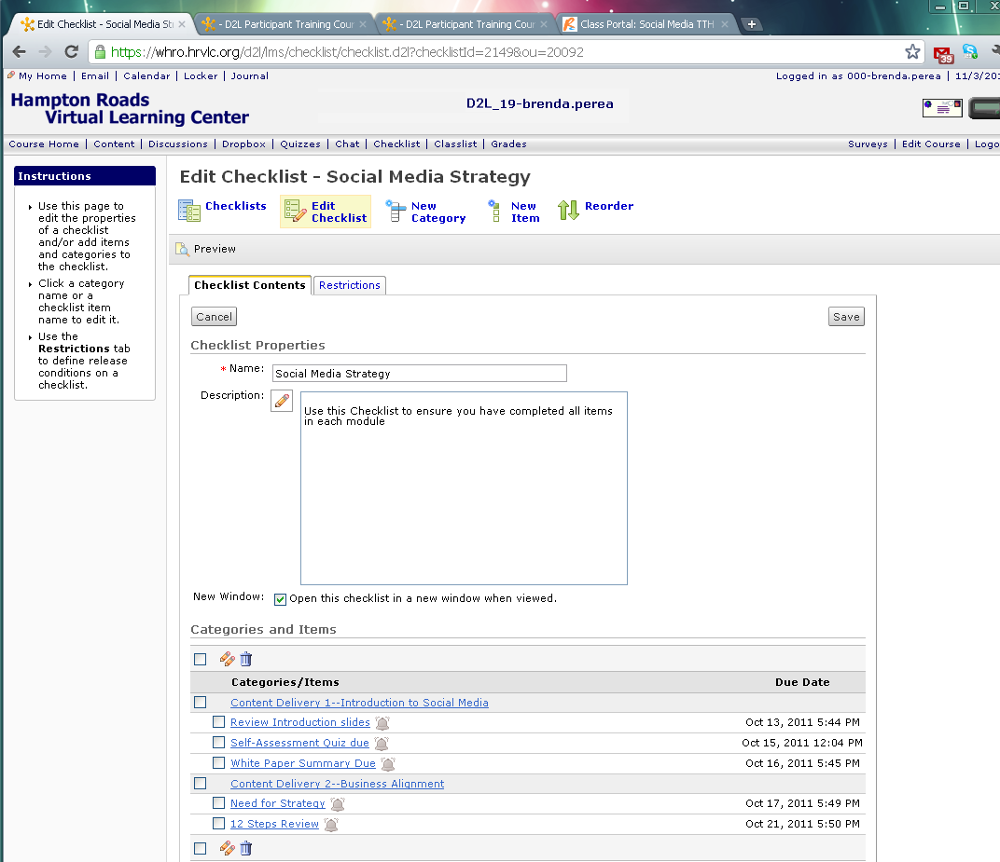 Edit Checklist - Social Media St
- D2L Participant Training Cour
- D2L Participant Training Cour
Class Portal: Social Media TTH
https://whro.hrvlc.org/d2l/lms/checklist/checklist.d2l?checklistId=2149&ou=20092
39
My Home | Email | Calendar | Locker | Journal
Logged in as 000-brenda.perea | 11/3/201
Hampton Roads
Virtual Learning Center
D2L_19-brenda.perea
Course Home | Content | Discussions | Dropbox | Quizzes | Chat | Checklist | Classlist | Grades
Surveys | Edit Course | Logo
Instructions
Use this page to
edit the properties
of a checklist
and/or add items
and categories to
the checklist.
Click a category
name or a
checklist item
name to edit it.
Use the
Restrictions tab
to define release
conditions on a
checklist.
Edit Checklist - Social Media Strategy
Checklists
Edit
Checklist
New
Category
New
Item
Reorder
Preview
Checklist Contents
Restrictions
Cancel
Save
Checklist Properties
* Name:
Social Media Strategy
Description:
Use this Checklist to ensure you have completed all items
in each module
New Window:
Open this checklist in a new window when viewed.
Categories and Items
Categories/Items
Due Date
Content Delivery 1--Introduction to Social Media
Review Introduction slides
Oct 13, 2011 5:44 PM
Self-Assessment Quiz due
Oct 15, 2011 12:04 PM
White Paper Summary Due
Oct 16, 2011 5:45 PM
Content Delivery 2--Business Alignment
Need for Strategy
Oct 17, 2011 5:49 PM
12 Steps Review
Oct 21, 2011 5:50 PM